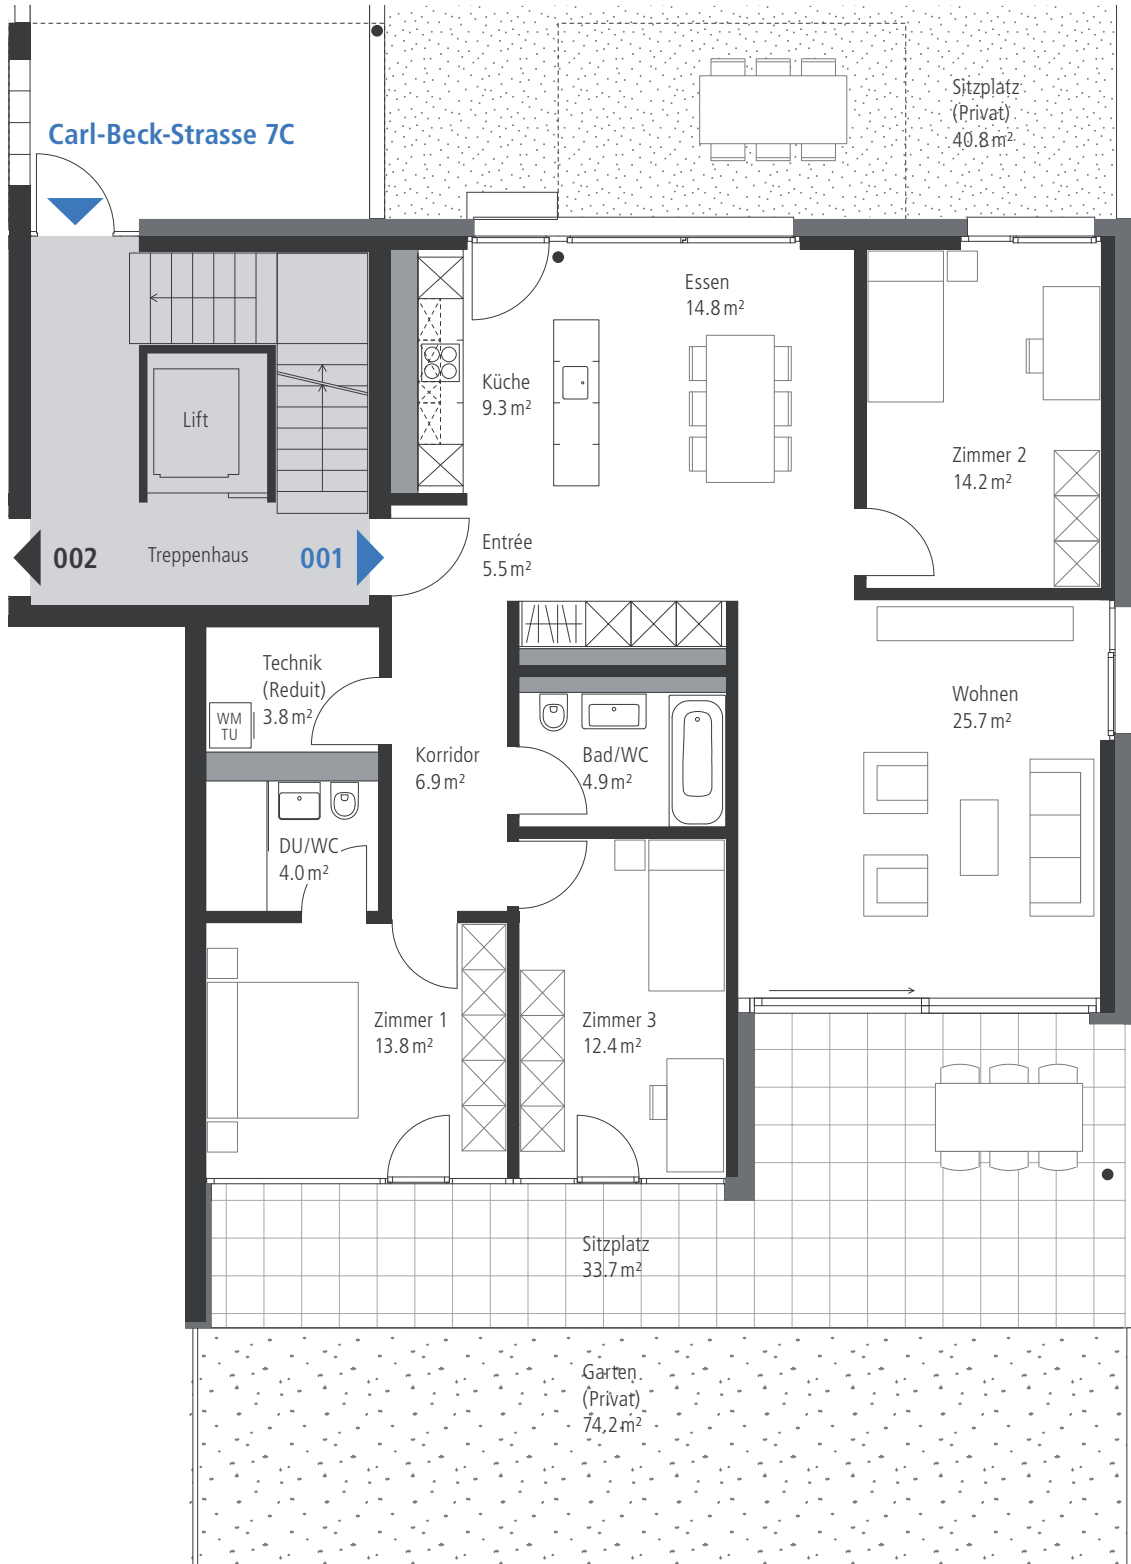 Sitzplatz
(Privat)
40.8 m²
Carl-Beck-Strasse 7C
Essen
14.8 m²
Küche
9.3 m²
Lift
Zimmer 2
14.2 m²
Entrée
5.5 m²
002
Treppenhaus
001
Technik
(Reduit)
3.8 m²
WM
TU
Wohnen
25.7 m²
Korridor
6.9 m²
Bad/WC
4.9 m²
DU/WC
4.0 m²
Zimmer 1
13.8 m²
Zimmer 3
12.4 m²
Sitzplatz
33.7 m²
Garten
(Privat)
74,2 m²